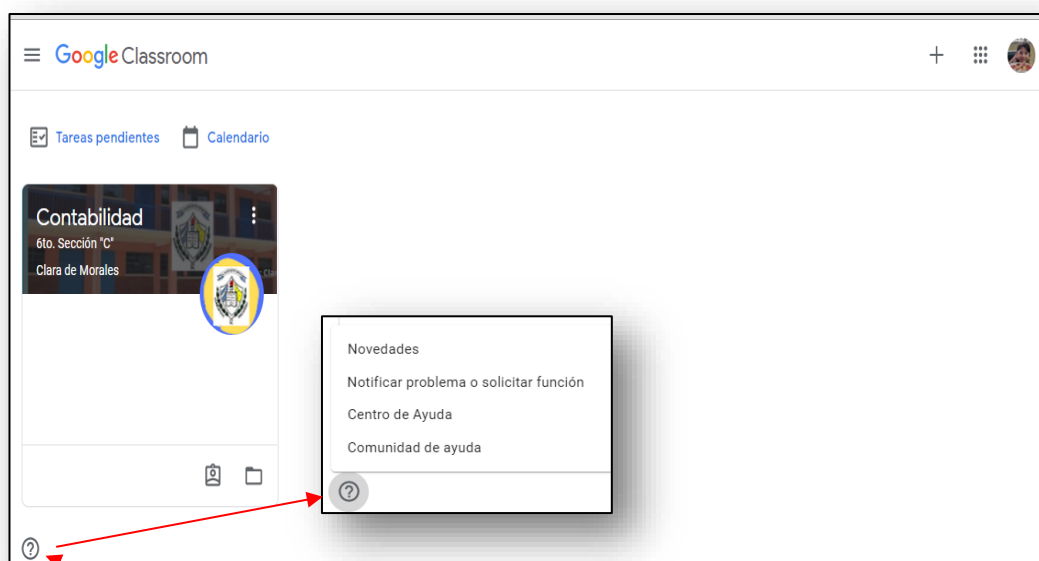 Google Classroom
Tareas pendientes Calendario
Contabilidad
6to. Sección "C"
Clara de Morales
Novedades
Notificar problema o solicitar función
Centro de Ayuda
Comunidad de ayuda